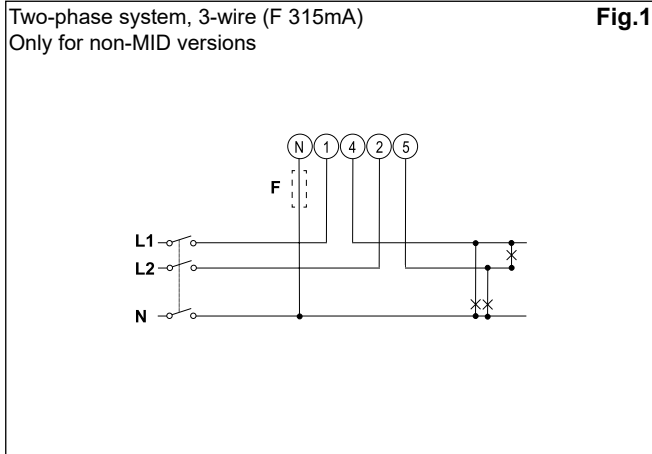 Two-phase system, 3-wire (F 315mA) Fig.1
Only for non-MID versions
N 1 4 2 5
F
L1
L2
N